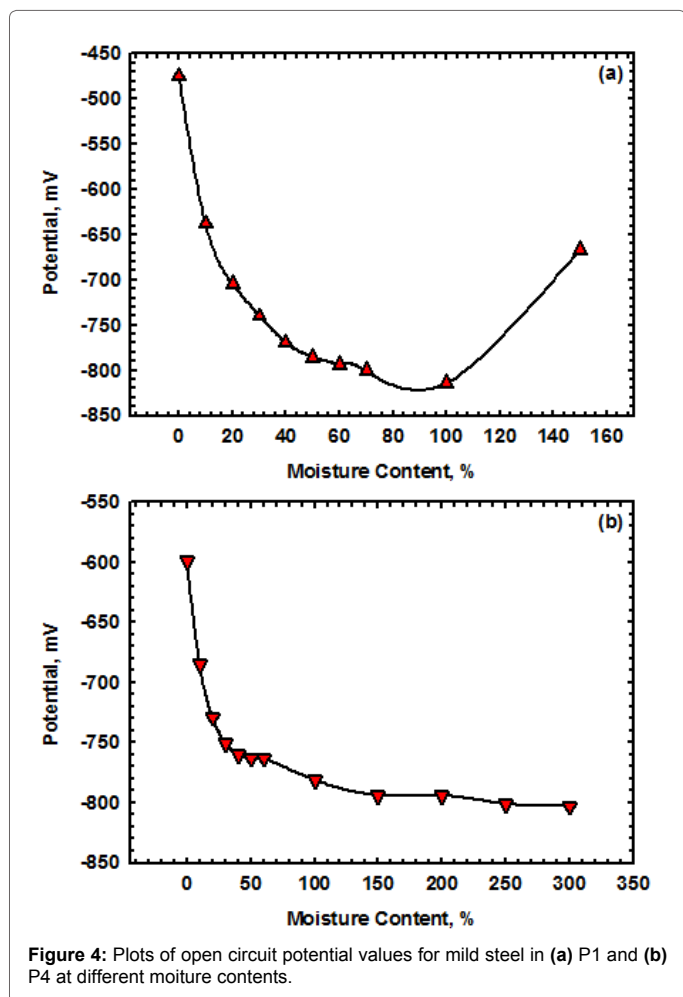 (a)
-450
-500
-550
-600
-650
-700
-750
-800
-850
Potential, mV
0 20 40 60 80 100 120 140 160
Moisture Content, %
(b)
-550
-600
-650
-700
-750
-800
-850
Potential, mV
0 50 100 150 200 250 300 350
Moisture Content, %
Figure 4: Plots of open circuit potential values for mild steel in (a) P1 and (b)
P4 at different moiture contents.